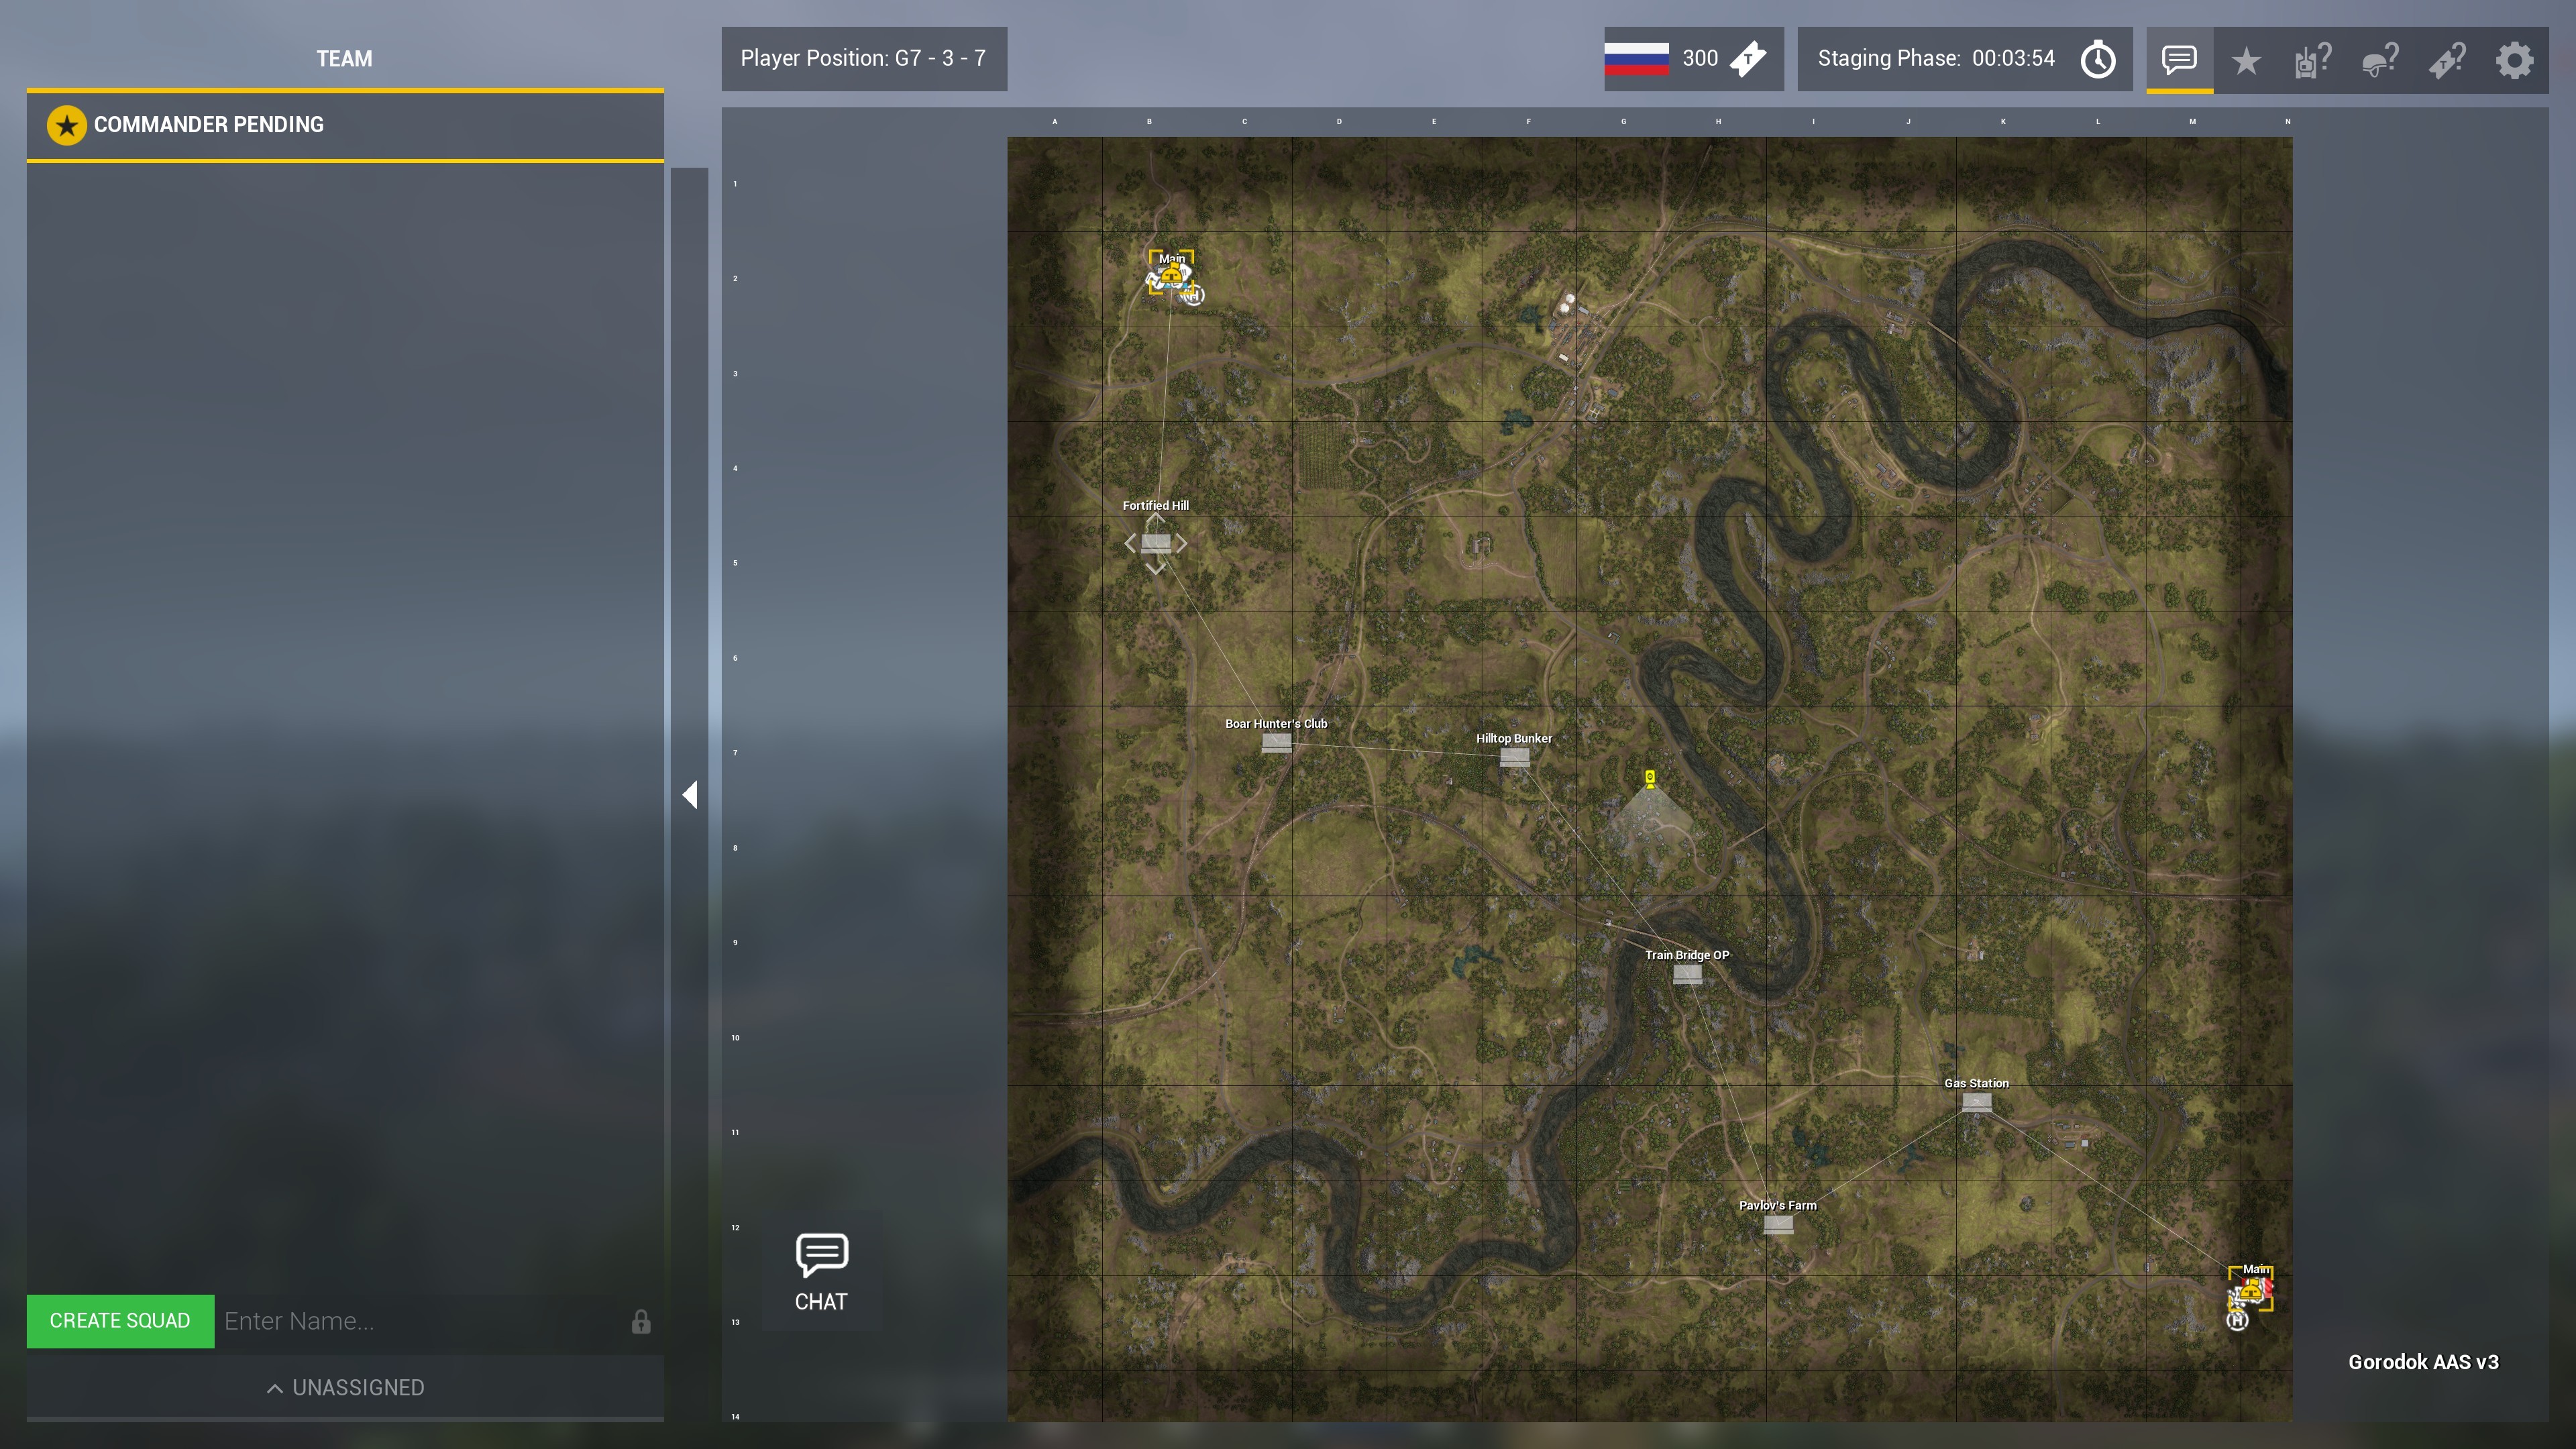 TEAM
Player Position: G7 - 3 - 7
300
T
Staging Phase: 00:03:54
?
?
T?
COMMANDER PENDING
A B C D E F G H I J K L M N
1
2
3
4
5
6
7
8
9
10
11
12
13
14
Main
H
Fortified Hill
Boar Hunter's Club
Hilltop Bunker
0
Train Bridge OP
Gas Station
Pavlov's Farm
Main
H
CHAT
CREATE SQUAD
Enter Name...
UNASSIGNED
Gorodok AAS v3